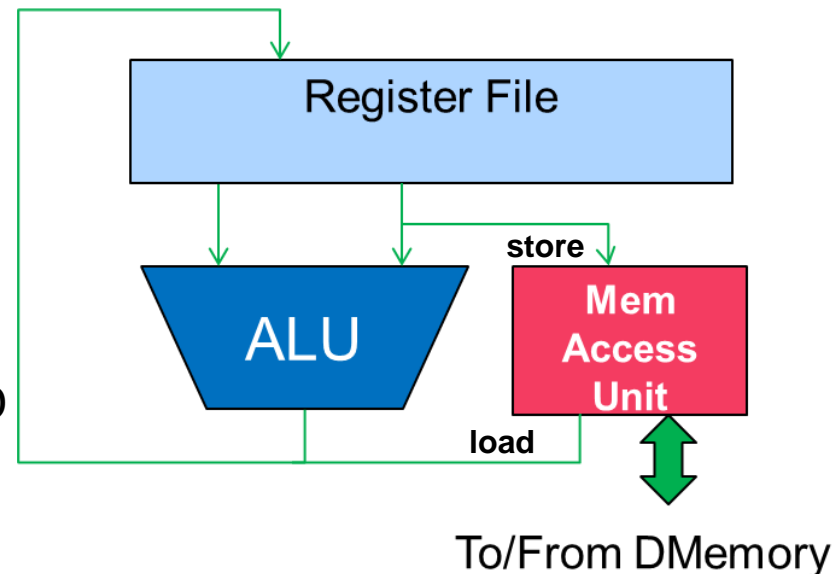 Register File
store
ALU
Mem
Access
Unit
)
load
To/From DMemory